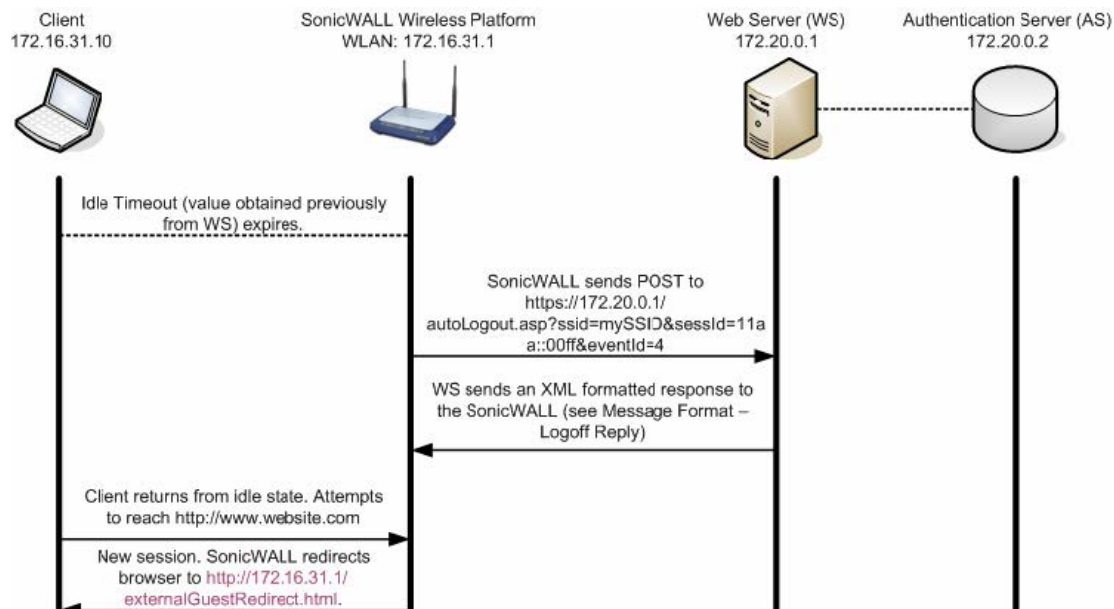 Client
172.16.31.10
SonicWALL Wireless Platform
WLAN: 172.16.31.1
Web Server (WS)
172.20.0.1
Authentication Server (AS)
172.20.0.2
Idle Timeout (value obtained previously
from WS) expires.
SonicWALL sends POST to
https://172.20.0.1/
autoLogout.asp?ssid=mySSID&sessId=11a
a::00ff&eventId=4
WS sends an XML formatted response to
the SonicWALL (see Message Format –
Logoff Reply)
Client returns from idle state. Attempts
to reach http://www.website.com
New session. SonicWALL redirects
browser to http://172.16.31.1/
externalGuestRedirect.html.